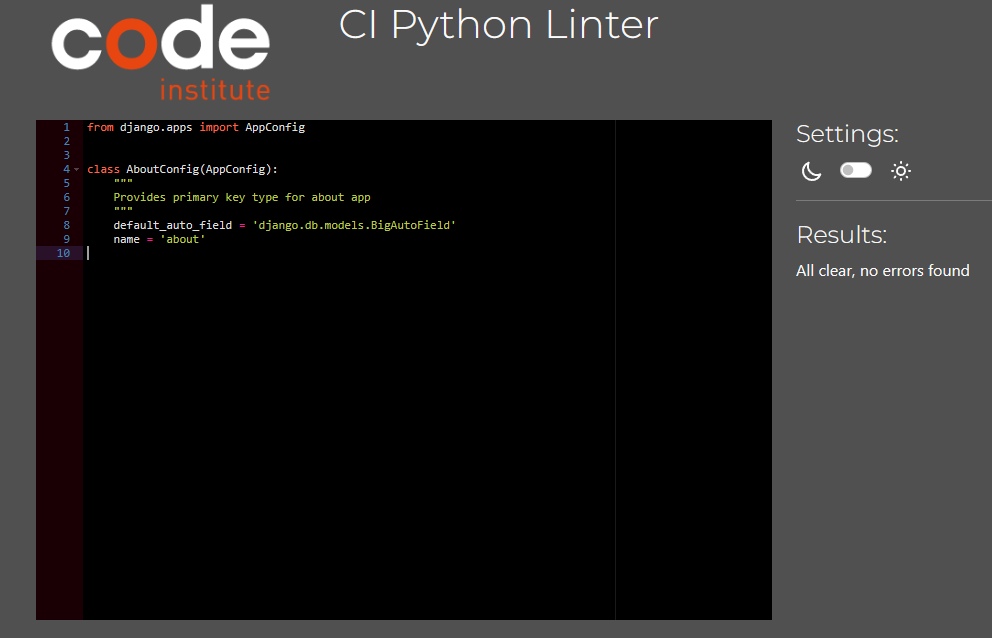 code
institute
CI Python Linter
1 from django.apps import AppConfig
2
3
4 class AboutConfig(AppConfig):
5     """
6     Provides primary key type for about app
7     """
8     default_auto_field = 'django.db.models.BigAutoField'
9     name = 'about'
10
Settings:
Results:
All clear, no errors found